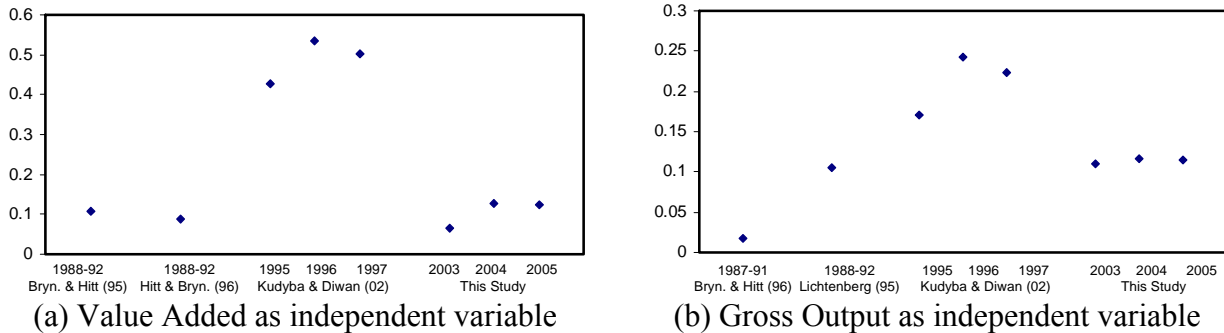 0.6
0.5
0.4
0.3
0.2
0.1
0
1988-92 1988-92 1995 1996 1997 2003 2004 2005
Bryn. & Hitt (95) Hitt & Bryn. (96) Kudyba & Diwan (02) This Study
(a) Value Added as independent variable
0.3
0.25
0.2
0.15
0.1
0.05
0
1987-91 1988-92 1995 1996 1997 2003 2004 2005
Bryn. & Hitt (96) Lichtenberg (95) Kudyba & Diwan (02) This Study
(b) Gross Output as independent variable